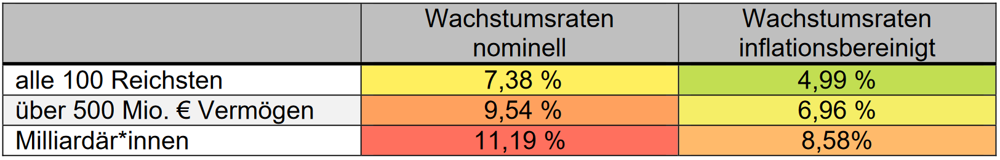 Wachstumsraten nominell
Wachstumsraten inflationsbereinigt
alle 100 Reichsten 7,38 % 4,99 %
über 500 Mio. € Vermögen 9,54 % 6,96 %
Milliardär*innen 11,19 % 8,58%